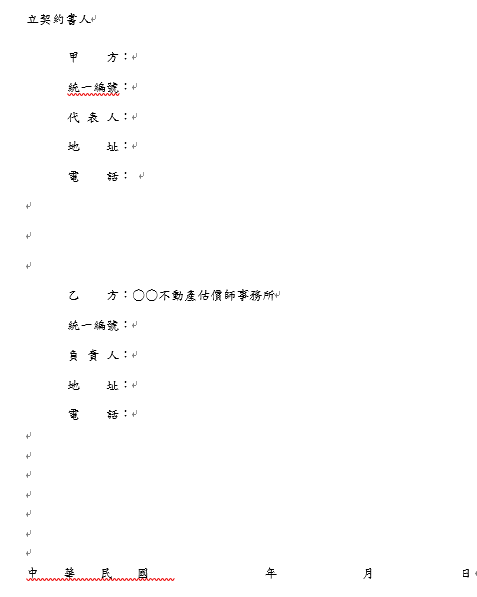 立契約書人
甲　　方：
統一編號：
代 表 人：
地　　址：
電　　話：
乙　　方：○○不動產估價師事務所
統一編號：
負 責 人：
地　　址：
電　　話：
中　華　民　國　　　　　年　　　　　月　　　　　日